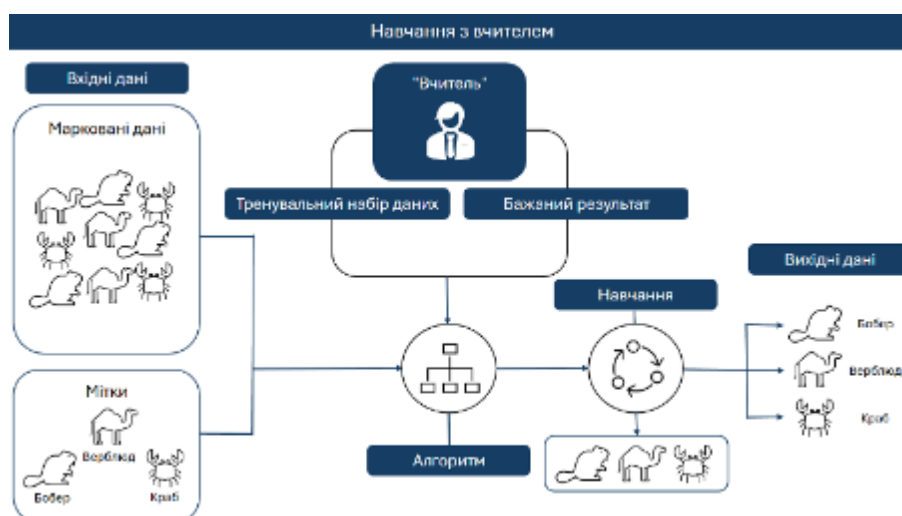 Навчання з вчителем
Вхідні дані
"Вчитель"
Марковані дані
Тренувальний набір даних
Бажаний результат
Вихідні дані
Навчання
Бобер
Верблюд
Краб
Мітки
Верблюд
Бобер
Краб
Алгоритм